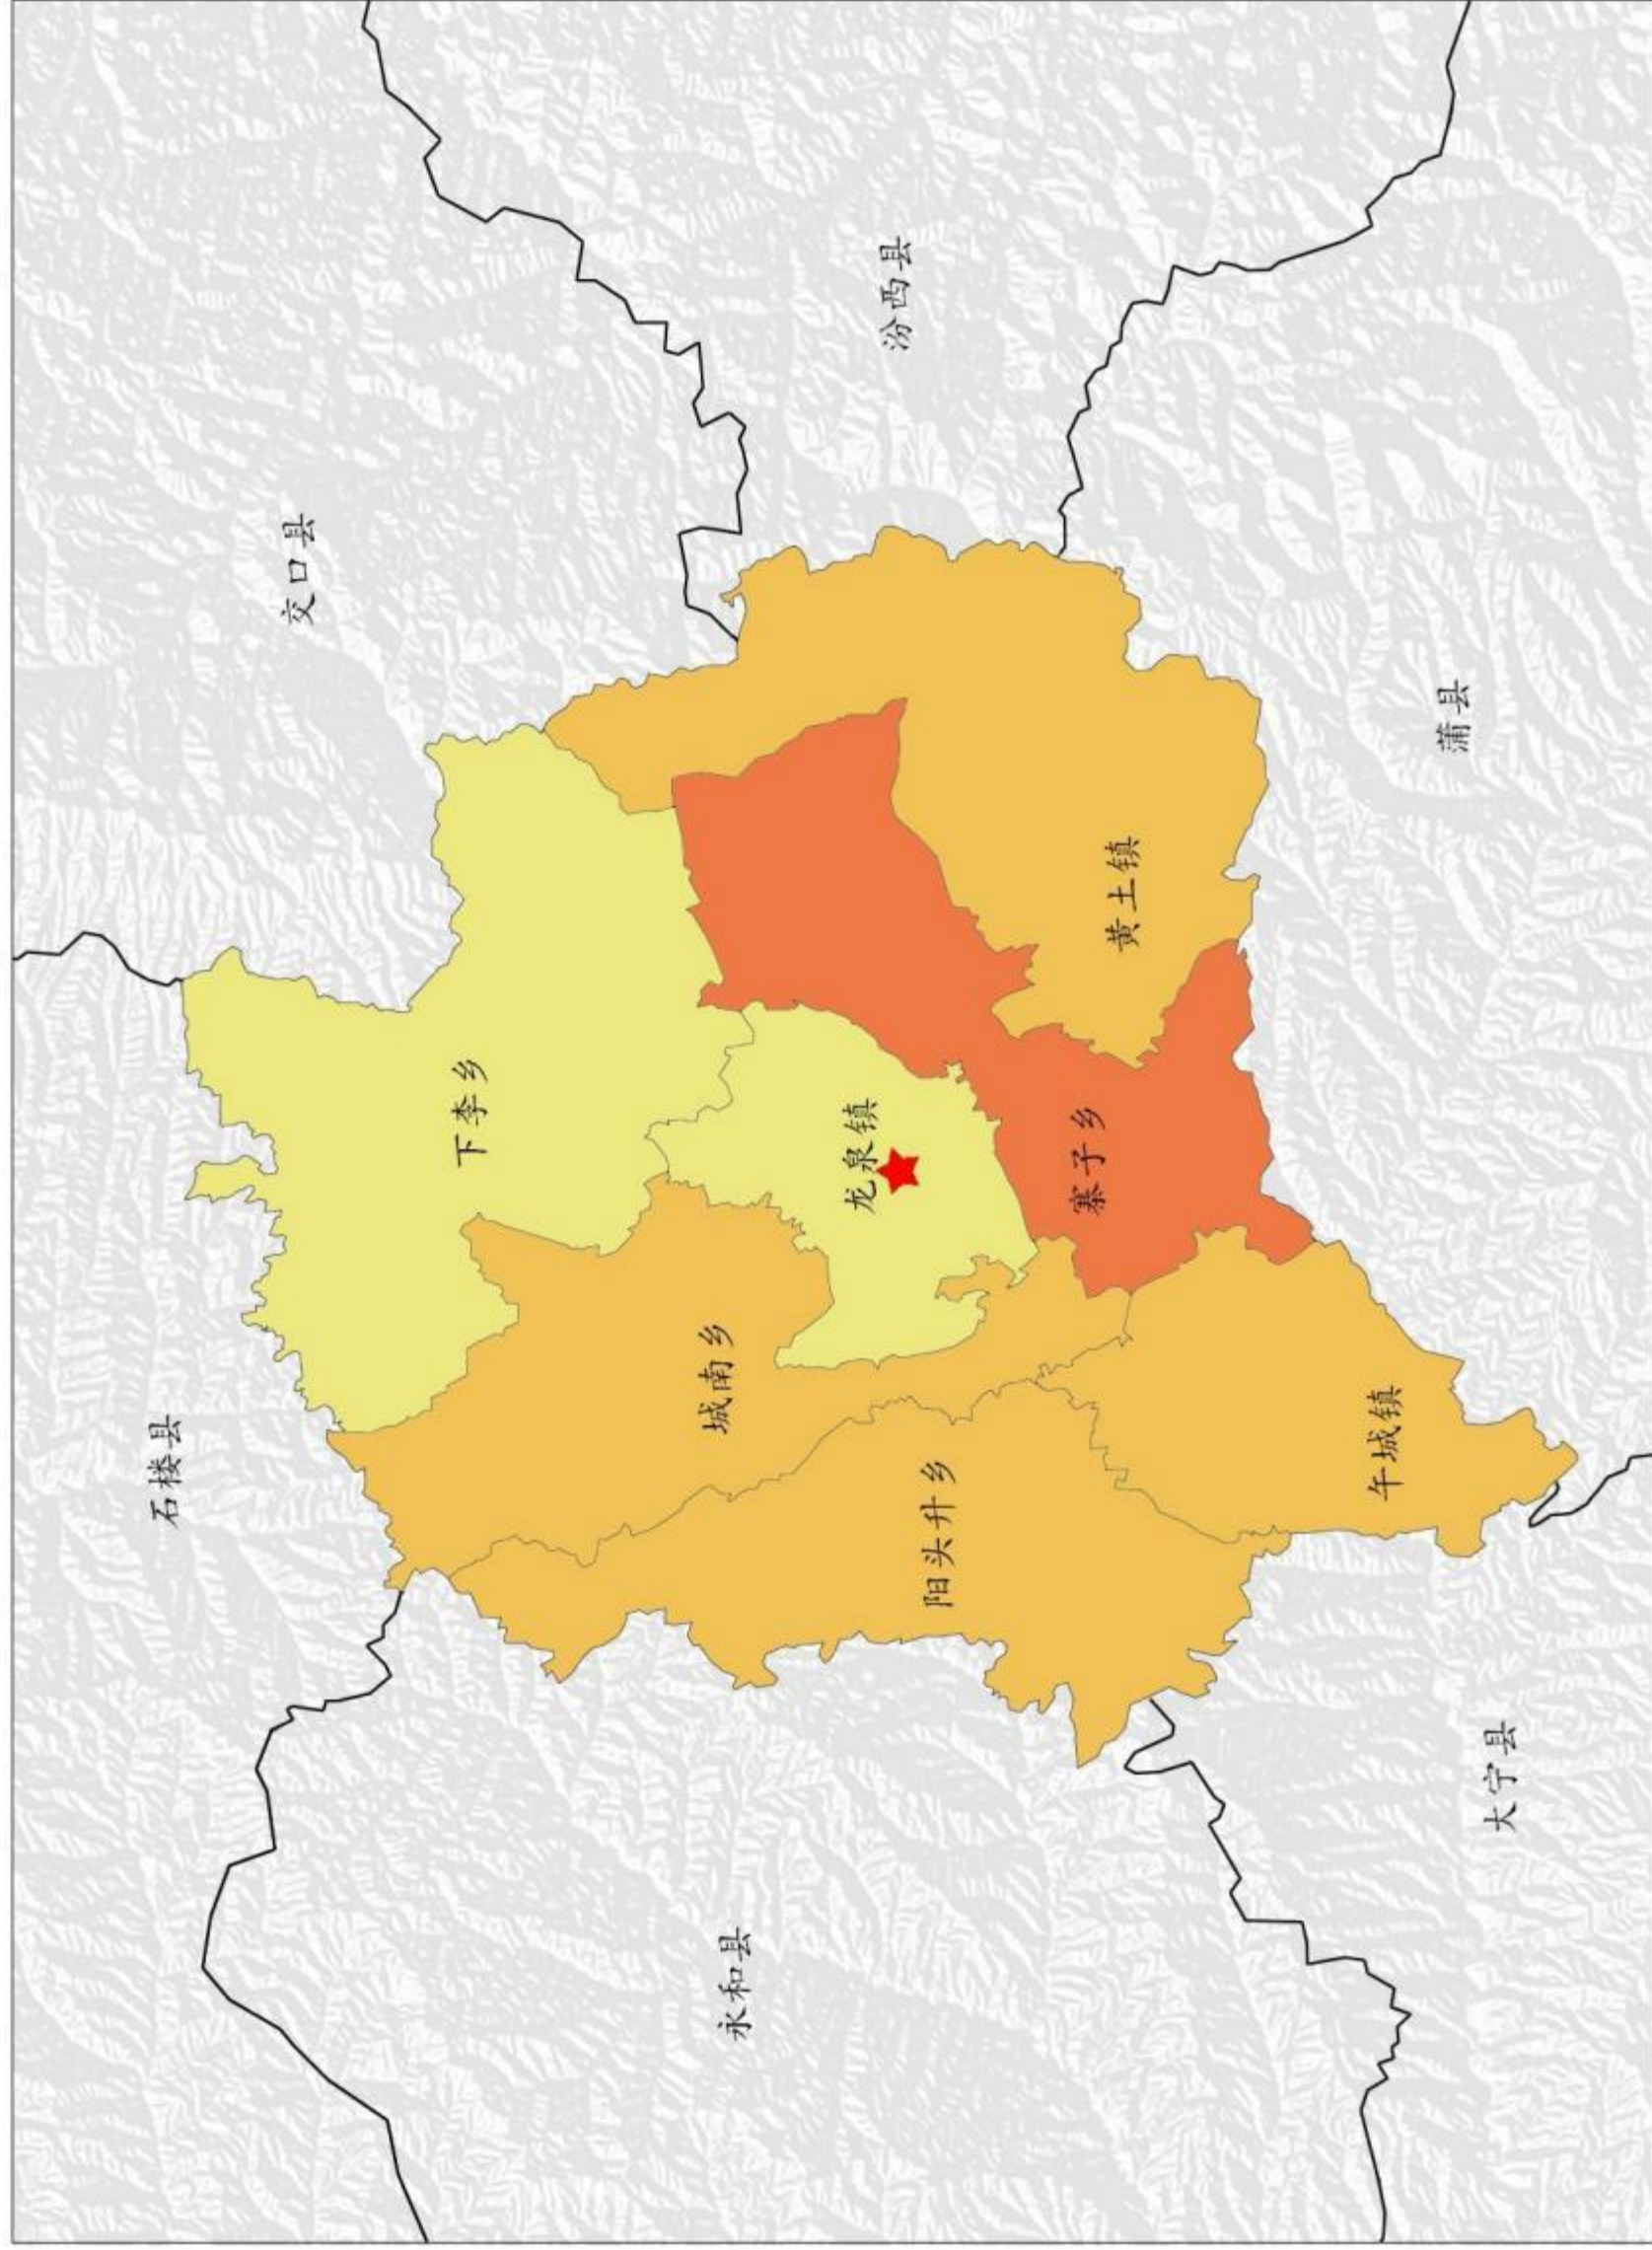 石楼县
交口县
下李乡
城南乡
永和县
龙泉镇
汾西县
阳头升乡
寨子乡
黄土镇
午城镇
蒲县
大宁县